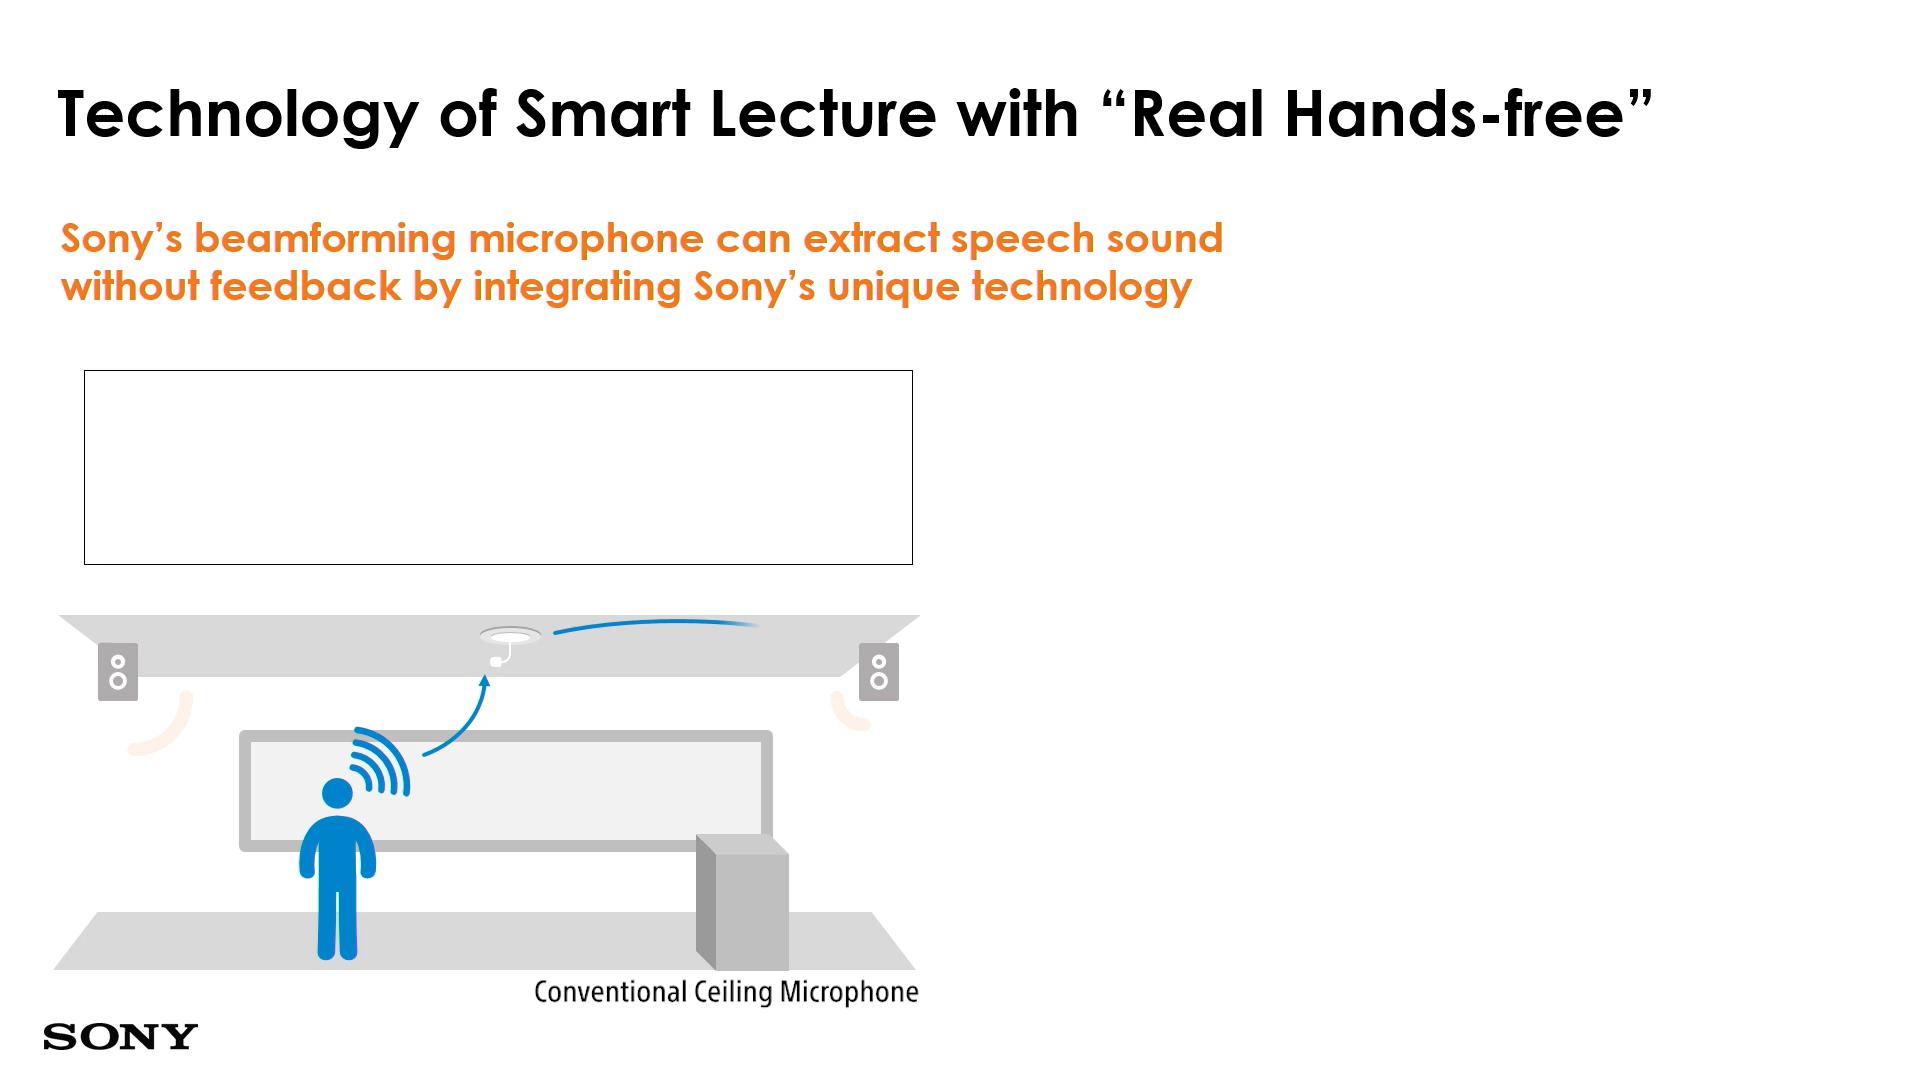 Technology of Smart Lecture with “Real Hands-free”
Sony’s beamforming microphone can extract speech sound
without feedback by integrating Sony’s unique technology
Conventional Ceiling Microphone
SONY